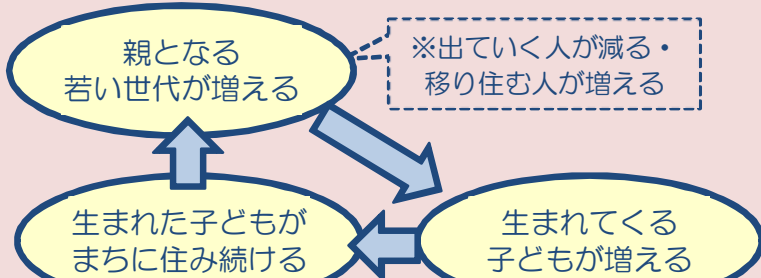 親となる
若い世代が増える
※出ていく人が減る・
移り住む人が増える
生まれてくる
子どもが増える
生まれた子どもが
まちに住み続ける